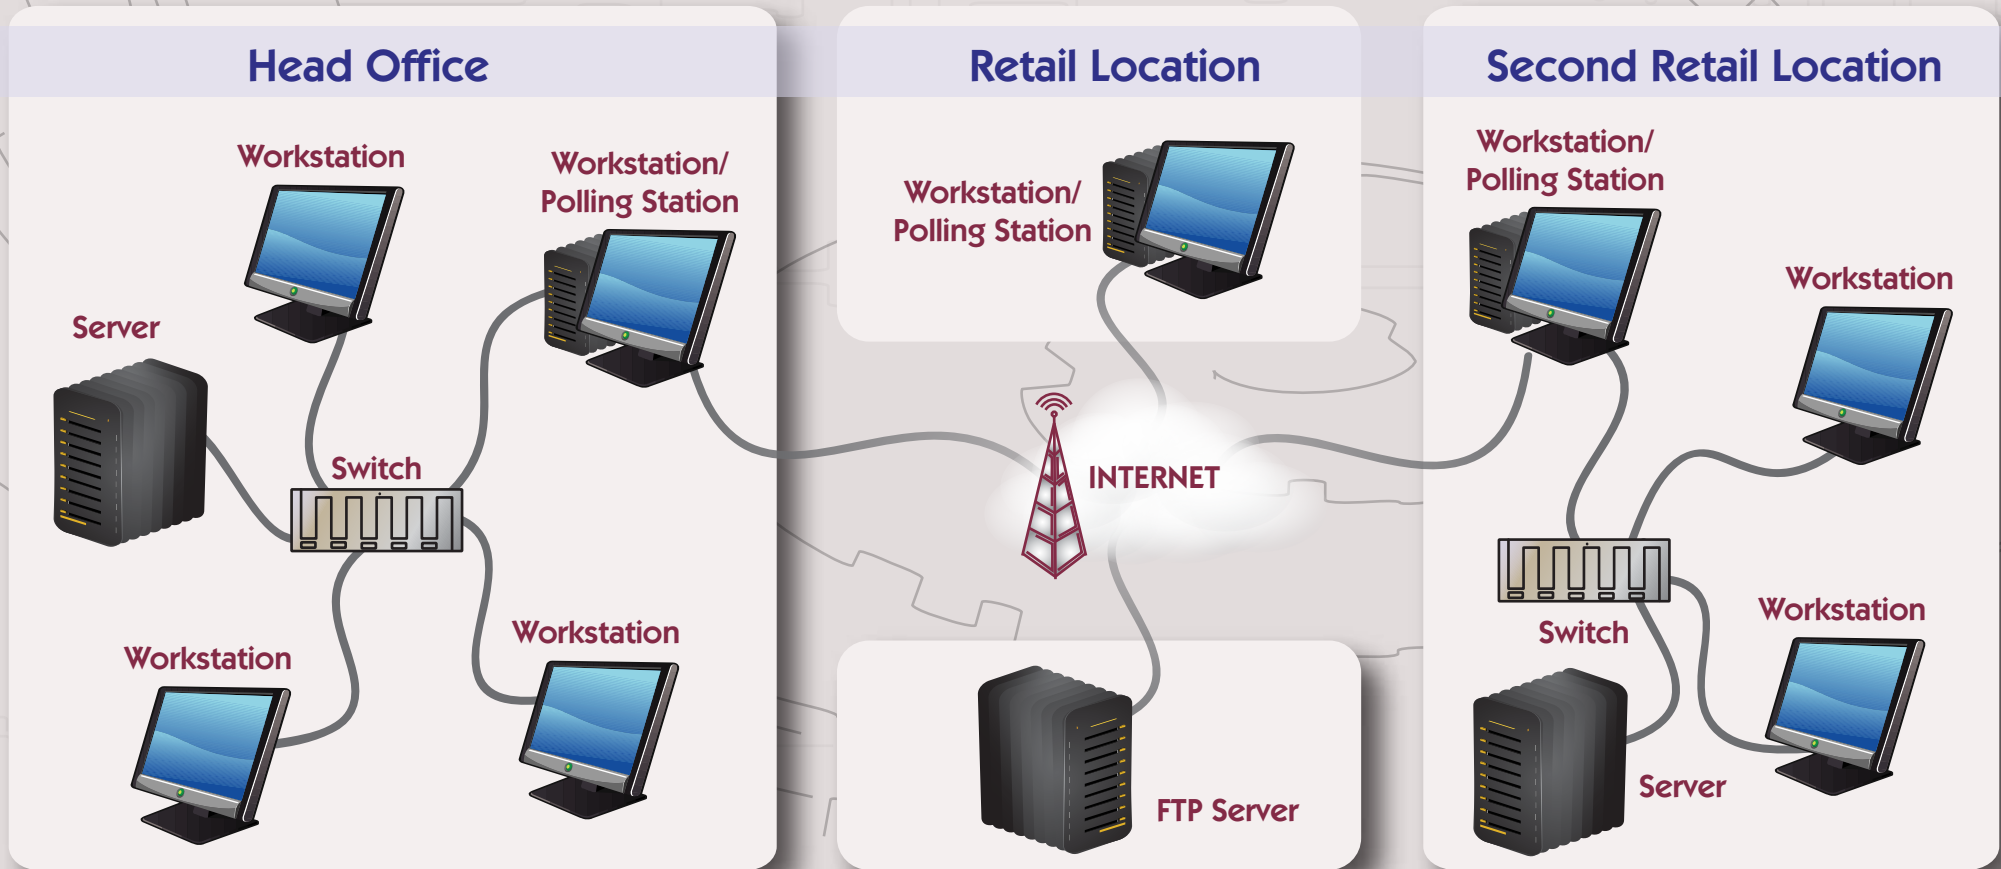 Head Office
Workstation
Workstation/
Polling Station
Server
Switch
Workstation
Workstation
Retail Location
Workstation/
Polling Station
INTERNET
FTP Server
Second Retail Location
Workstation/
Polling Station
Workstation
Switch
Workstation
Server